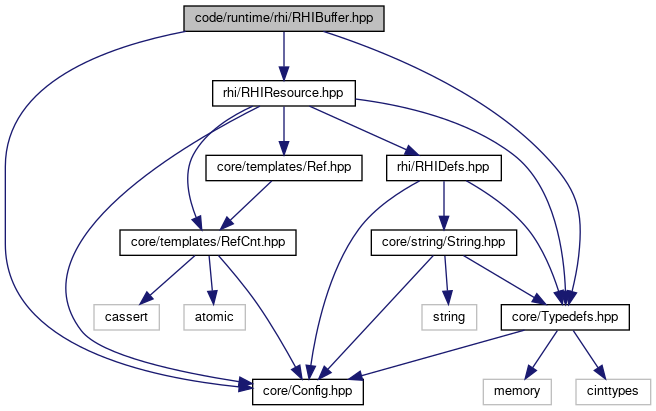 code/runtime/rhi/RHIBuffer.hpp
rhi/RHIResource.hpp
core/templates/Ref.hpp
rhi/RHIDefs.hpp
core/templates/RefCnt.hpp
core/string/String.hpp
cassert
atomic
string
core/Typedefs.hpp
core/Config.hpp
memory
cinttypes